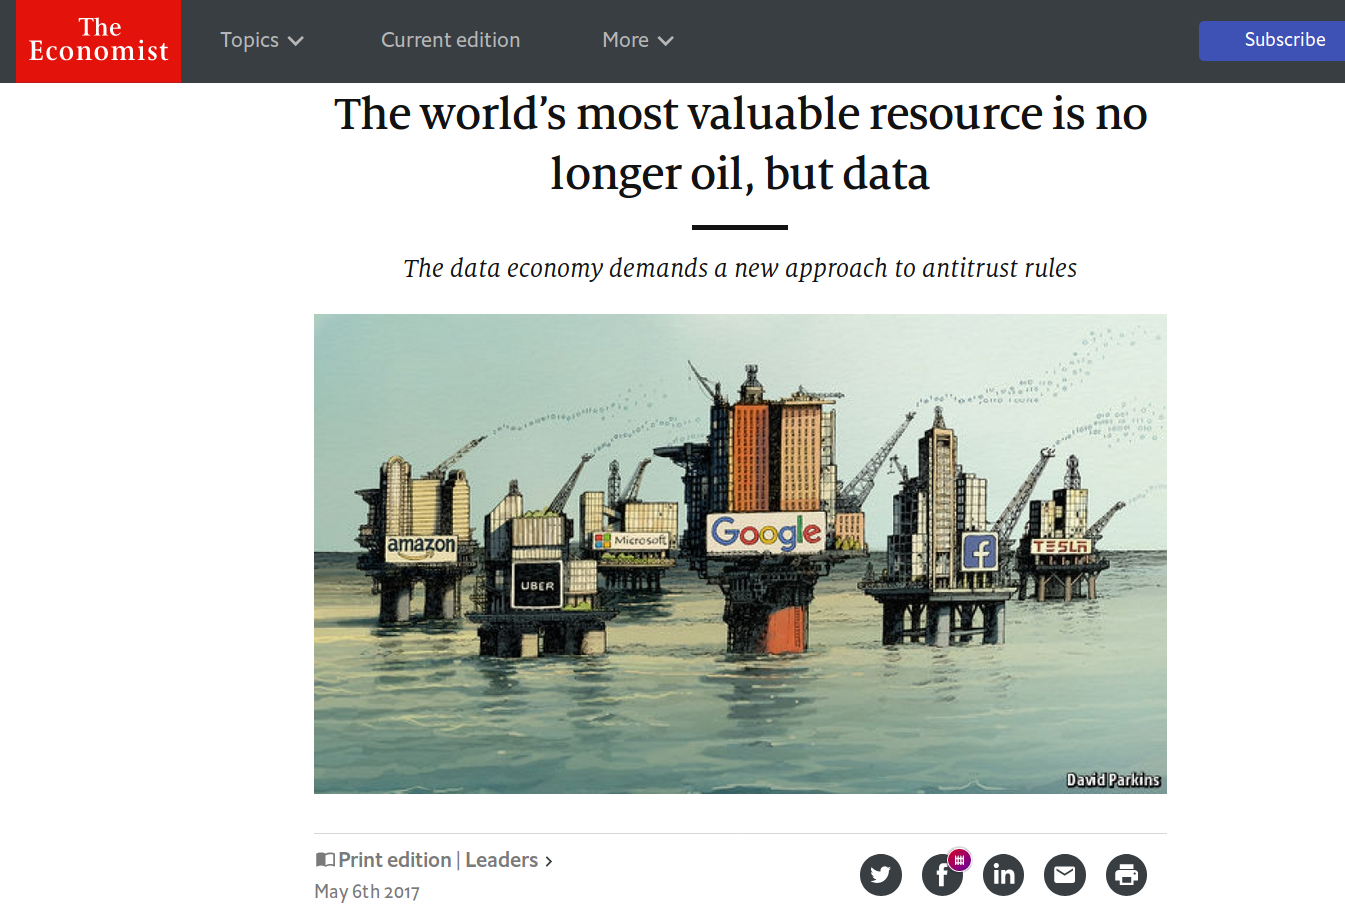 The
Economist
Topics
Current edition
More
Subscribe
The world’s most valuable resource is no
longer oil, but data
The data economy demands a new approach to antitrust rules
amazon
UBER
Microsoft
Google
f
TESLA
David Parkins
Print edition | Leaders
May 6th 2017
f
in